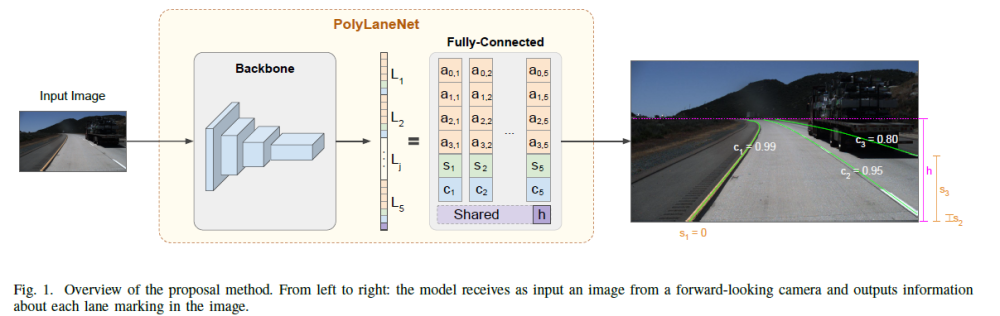 PolyLaneNet
Input Image
Backbone
L1
L2
Lj
L5
=
Fully-Connected
a0,1 a0,2 a0,5
a1,1 a1,2 a1,5
a2,1 a2,2 ... a2,5
a3,1 a3,2 a3,5
s1 s2 s5
c1 c2 c5
Shared h
c1 = 0.99
c3 = 0.80
c2 = 0.95
h
s3
s2
s1 = 0
Fig. 1. Overview of the proposal method. From left to right: the model receives as input an image from a forward-looking camera and outputs information
about each lane marking in the image.